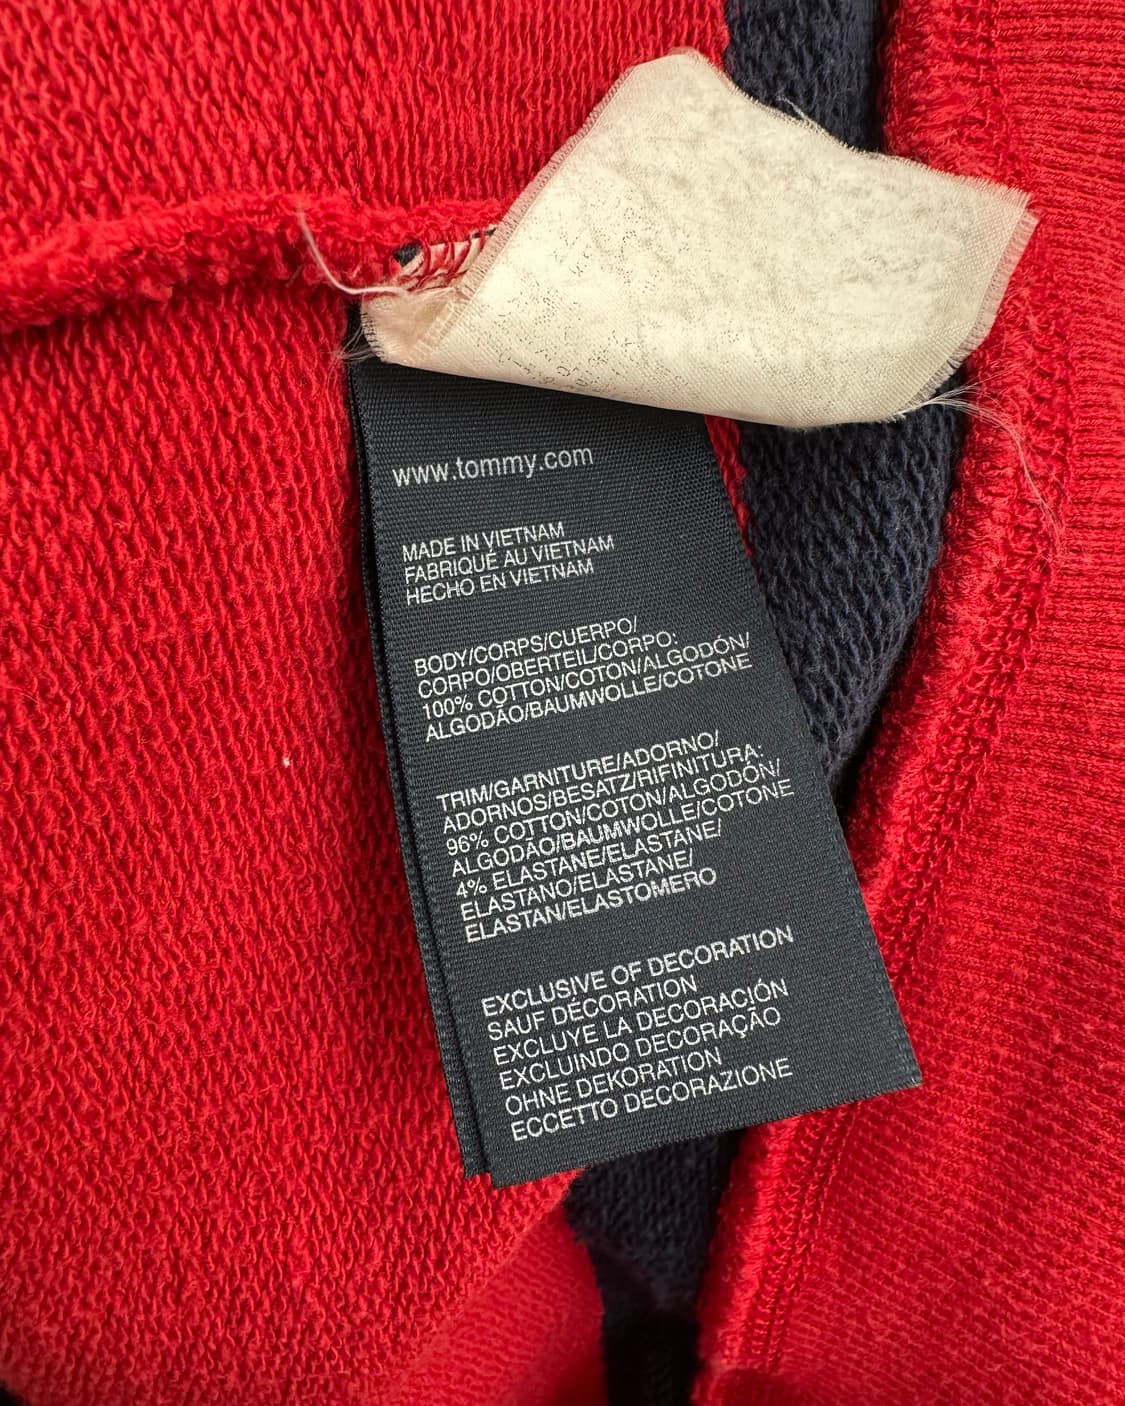 www.tommy.com
MADE IN VIETNAM
FABRIQUÉ AU VIETNAM
HECHO EN VIETNAM
BODY/CORPS/CUERPO/
CORPO/OBERTEIL/CORPO:
100% COTTON/COTON/ALGODÓN/
ALGODÃO/BAUMWOLLE/COTONE
TRIM/GARNITURE/ADORNO/
ADORNOS/BESATZ/RIFINITURA:
96% COTTON/COTON/ALGODÓN/
ALGODÃO/BAUMWOLLE/COTONE
4% ELASTANE/ELASTANE/
ELASTANO/ELASTANE/
ELASTAN/ELASTOMERO
EXCLUSIVE OF DECORATION
SAUF DÉCORATION
EXCLUYE LA DECORACIÓN
EXCLUINDO DECORAÇÃO
OHNE DEKORATION
ECCETTO DECORAZIONE